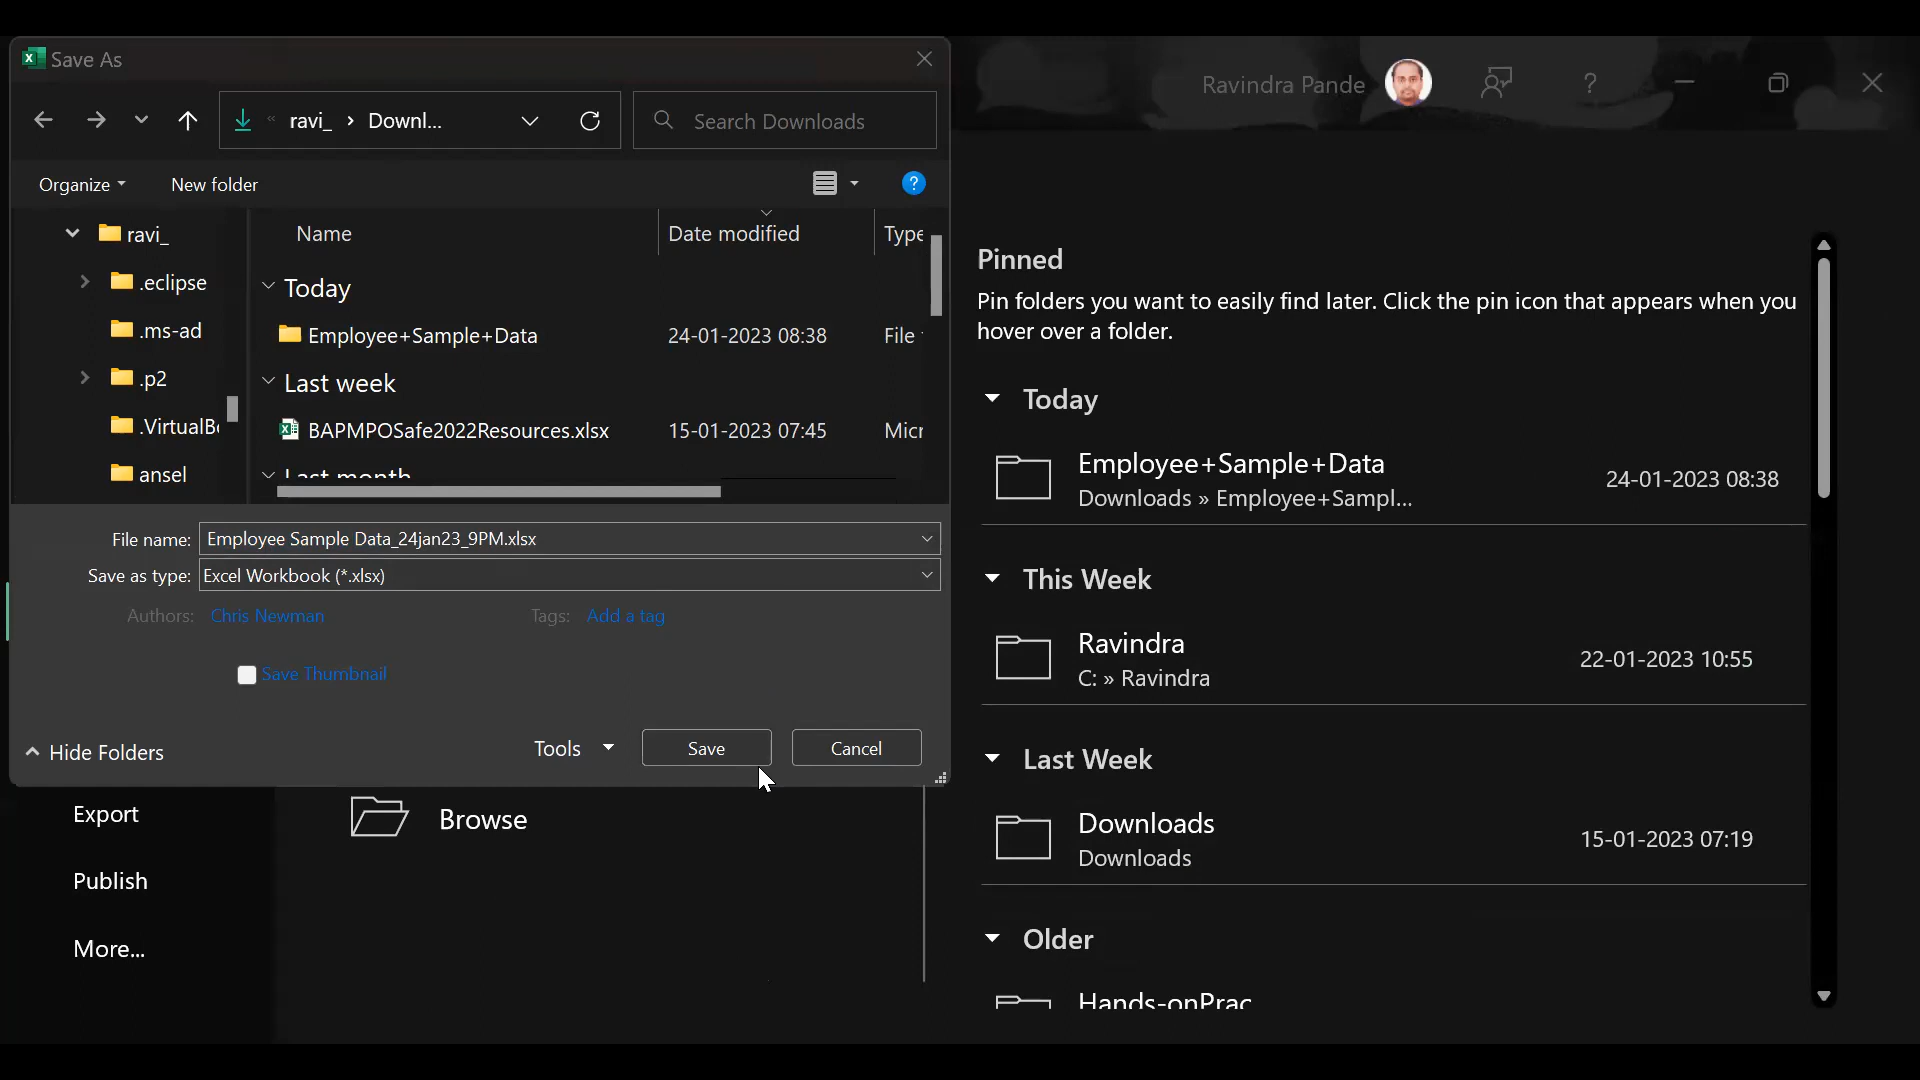 Save As
ravi_ > Downl...
Search Downloads
Organize
New folder
ravi_
.eclipse
.ms-ad
.p2
.VirtualBo
ansel
Name
Date modified
Type
Today
Employee+Sample+Data
24-01-2023 08:38
File
Last week
BAPMPOSafe2022Resources.xlsx
15-01-2023 07:45
Micr
Last month
File name:
Employee Sample Data_24jan23_9PM.xlsx
Save as type:
Excel Workbook (*.xlsx)
Authors:
Chris Newman
Tags:
Add a tag
Save Thumbnail
Hide Folders
Tools
Save
Cancel
Export
Publish
More...
Browse
Ravindra Pande
Pinned
Pin folders you want to easily find later. Click the pin icon that appears when you
hover over a folder.
Today
Employee+Sample+Data
Downloads » Employee+Sampl...
24-01-2023 08:38
This Week
Ravindra
C: » Ravindra
22-01-2023 10:55
Last Week
Downloads
Downloads
15-01-2023 07:19
Older
Hands-onPrac